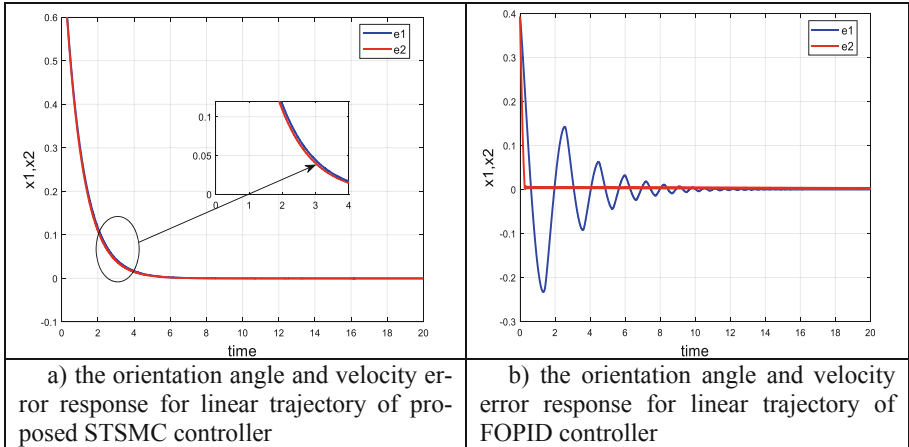 0.6
0.5
0.4
0.3
0.2
0.1
0
-0.1
x1,x2
0 2 4 6 8 10 12 14 16 18 20
time
e1
e2
0.1
0.05
0
0 1 2 3 4
0.4
0.3
0.2
0.1
0
-0.1
-0.2
-0.3
x1,x2
0 2 4 6 8 10 12 14 16 18 20
time
e1
e2
a) the orientation angle and velocity er-
ror response for linear trajectory of pro-
posed STSMC controller
b) the orientation angle and velocity
error response for linear trajectory of
FOPID controller